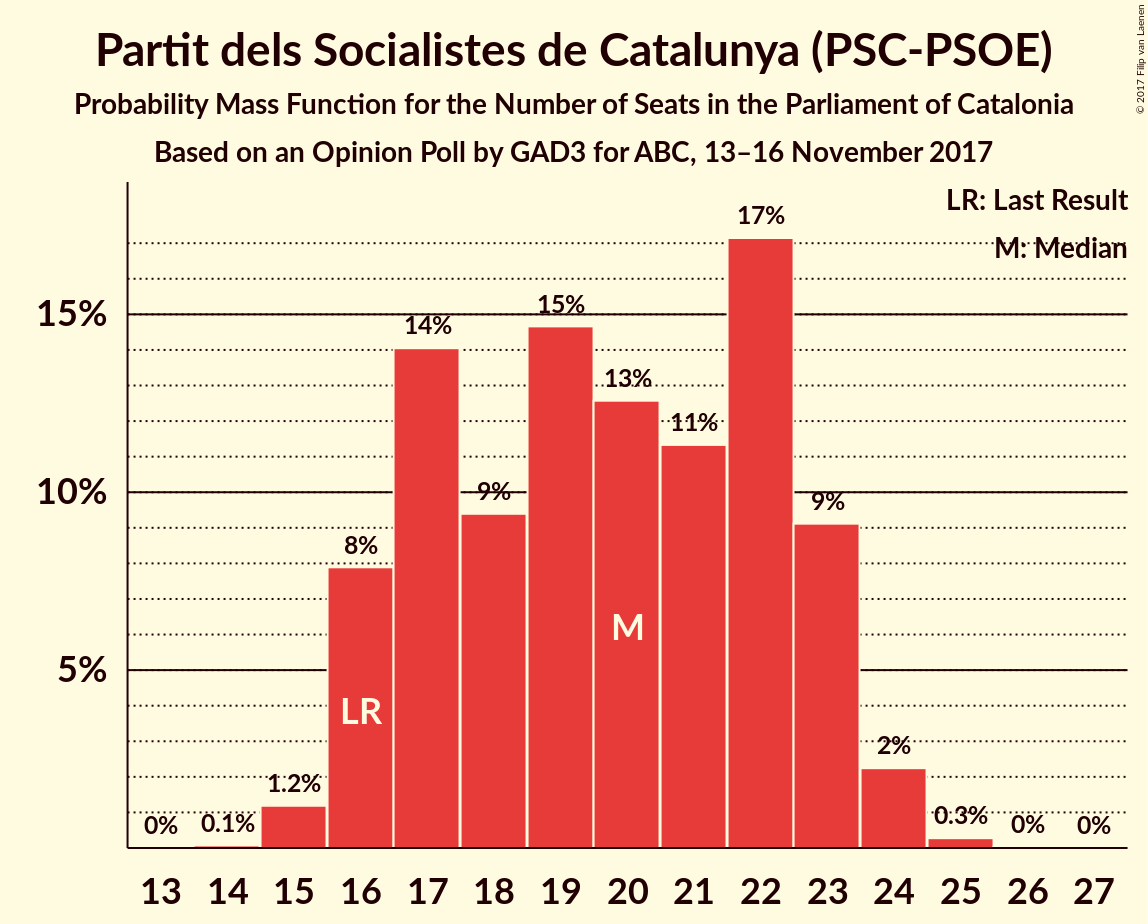 Partit dels Socialistes de Catalunya (PSC-PSOE)
Probability Mass Function for the Number of Seats in the Parliament of Catalonia
Based on an Opinion Poll by GAD3 for ABC, 13–16 November 2017
© 2017 Filip van Laenen
LR: Last Result
M: Median
15%
10%
5%
0%
0.1%
1.2%
8%
14%
9%
15%
13%
11%
17%
9%
2%
0.3%
0%
0%
LR
M
13 14 15 16 17 18 19 20 21 22 23 24 25 26 27